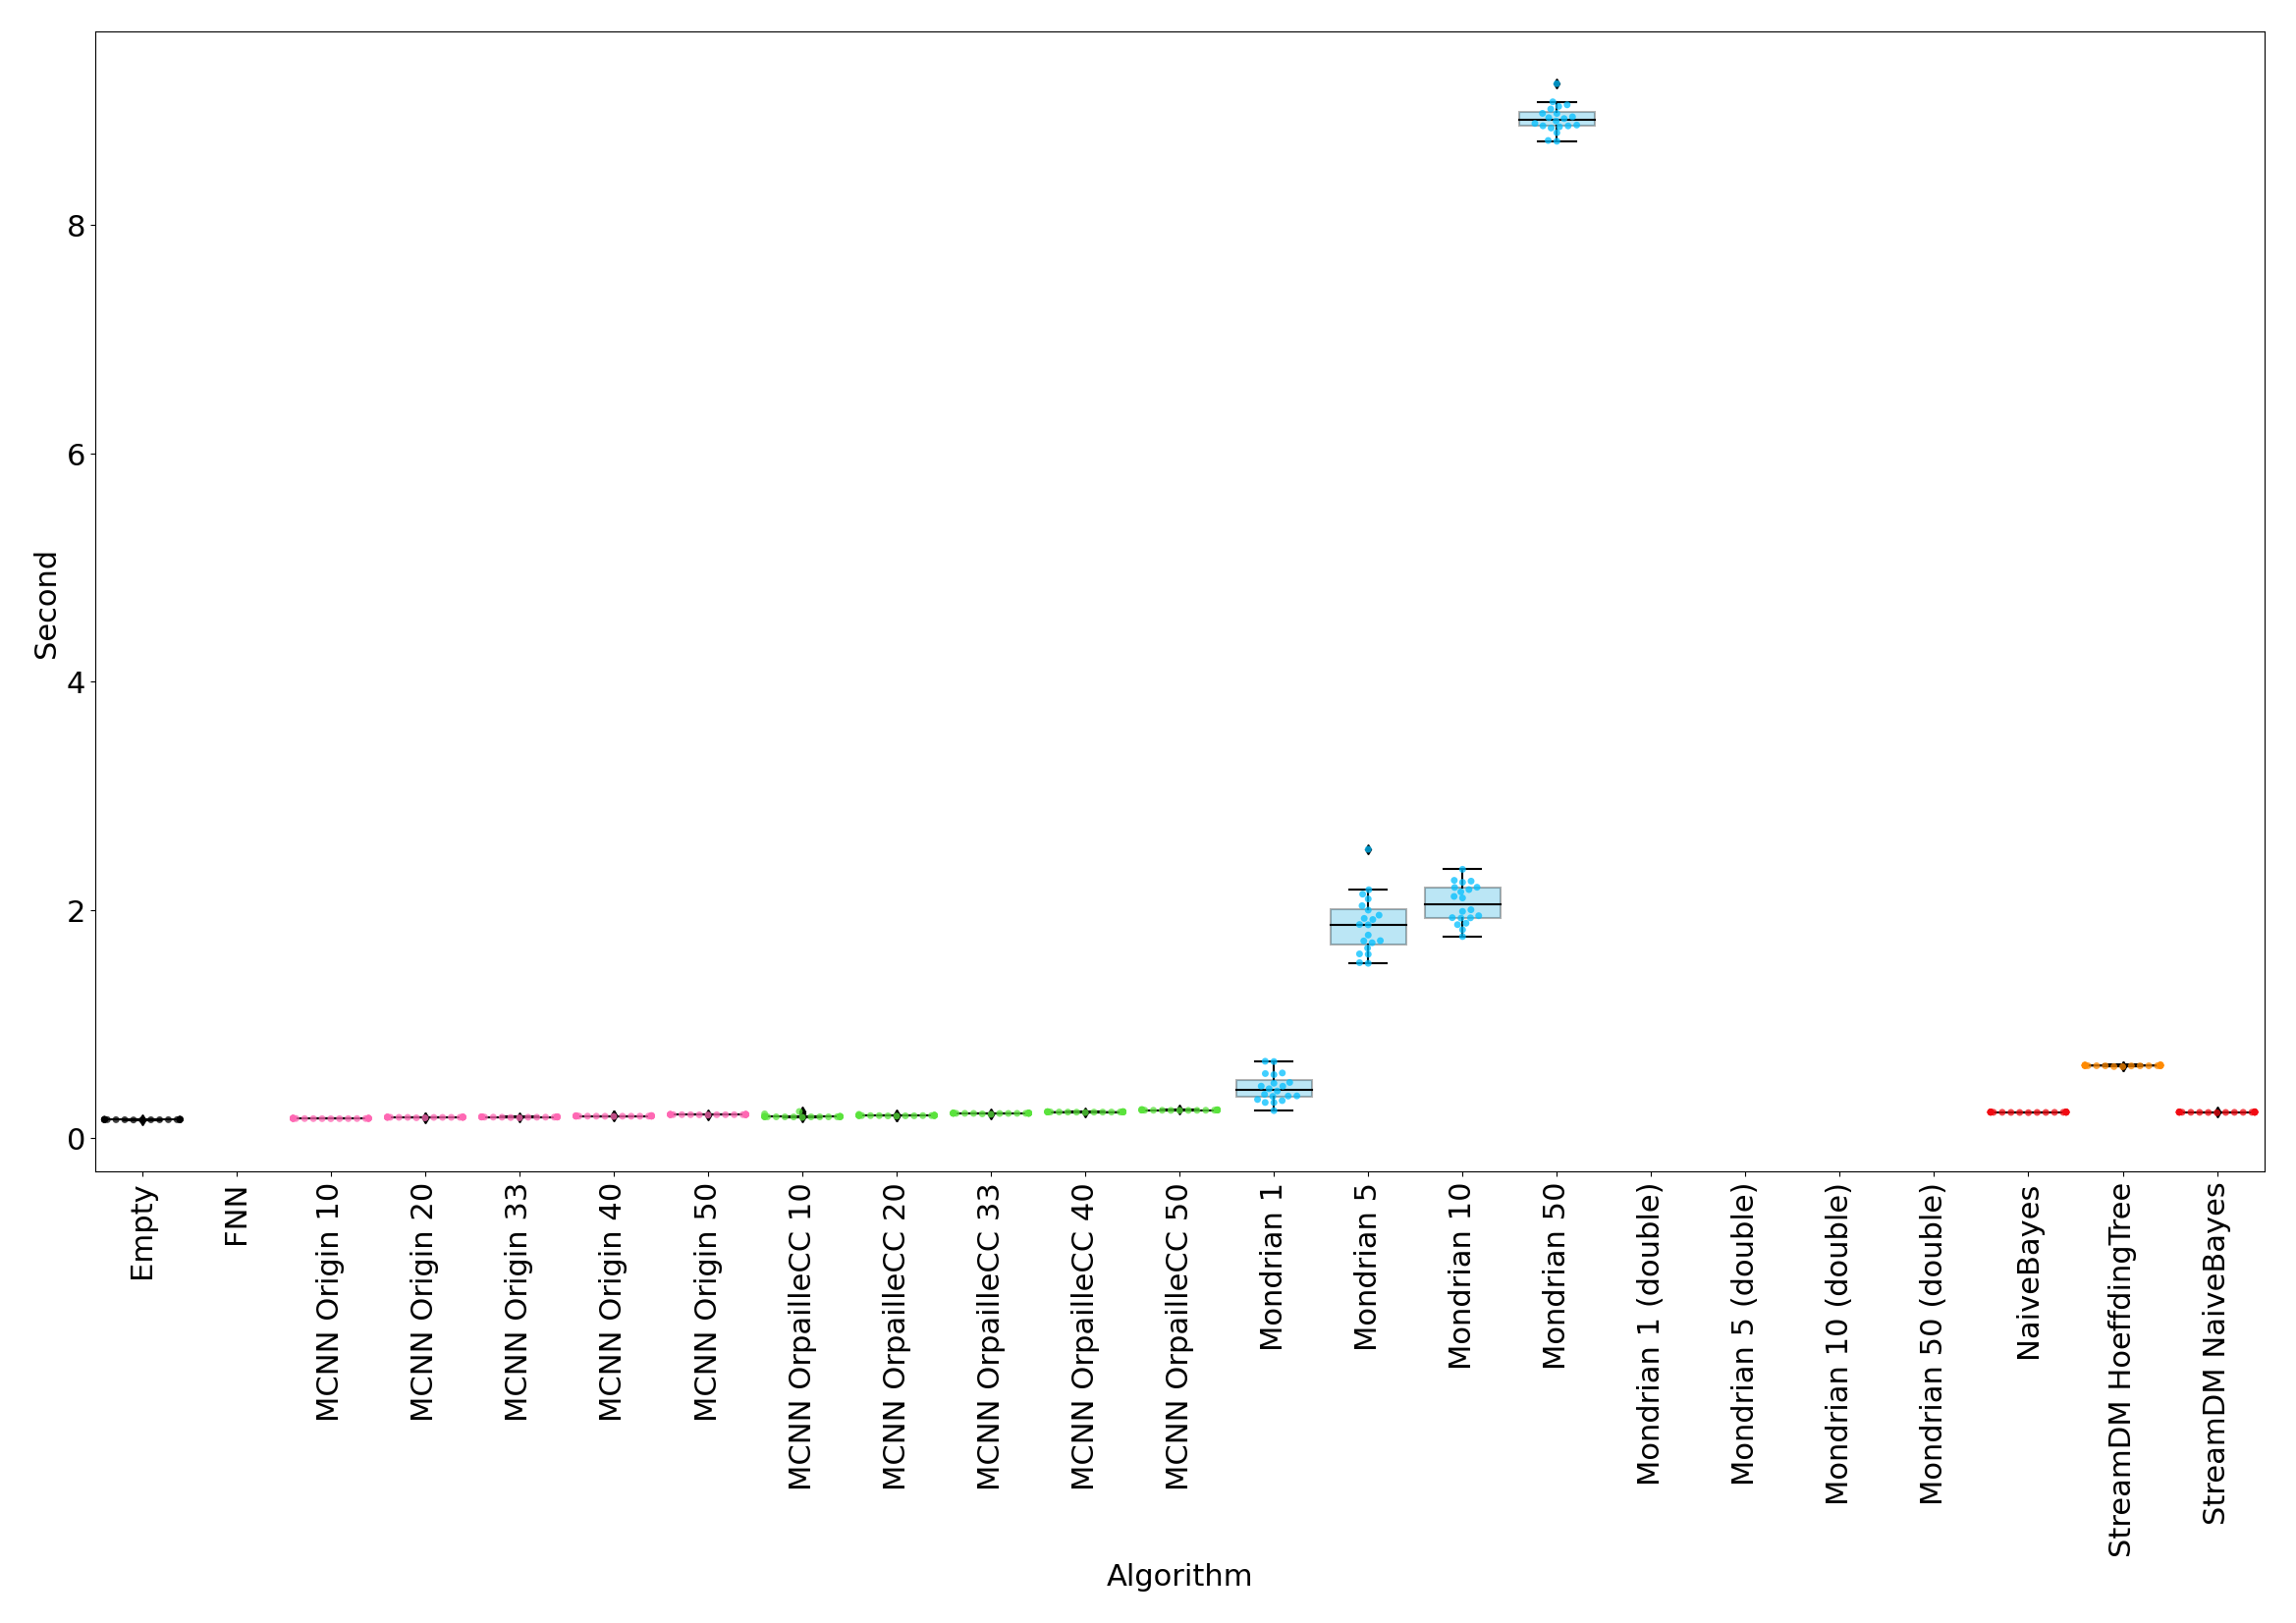 8
6
4
2
0
Second
Empty
FNN
MCNN Origin 10
MCNN Origin 20
MCNN Origin 33
MCNN Origin 40
MCNN Origin 50
MCNN OrpailleCC 10
MCNN OrpailleCC 20
MCNN OrpailleCC 33
MCNN OrpailleCC 40
MCNN OrpailleCC 50
Mondrian 1
Mondrian 5
Mondrian 10
Mondrian 50
Mondrian 1 (double)
Mondrian 5 (double)
Mondrian 10 (double)
Mondrian 50 (double)
NaiveBayes
StreamDM HoeffdingTree
StreamDM NaiveBayes
Algorithm